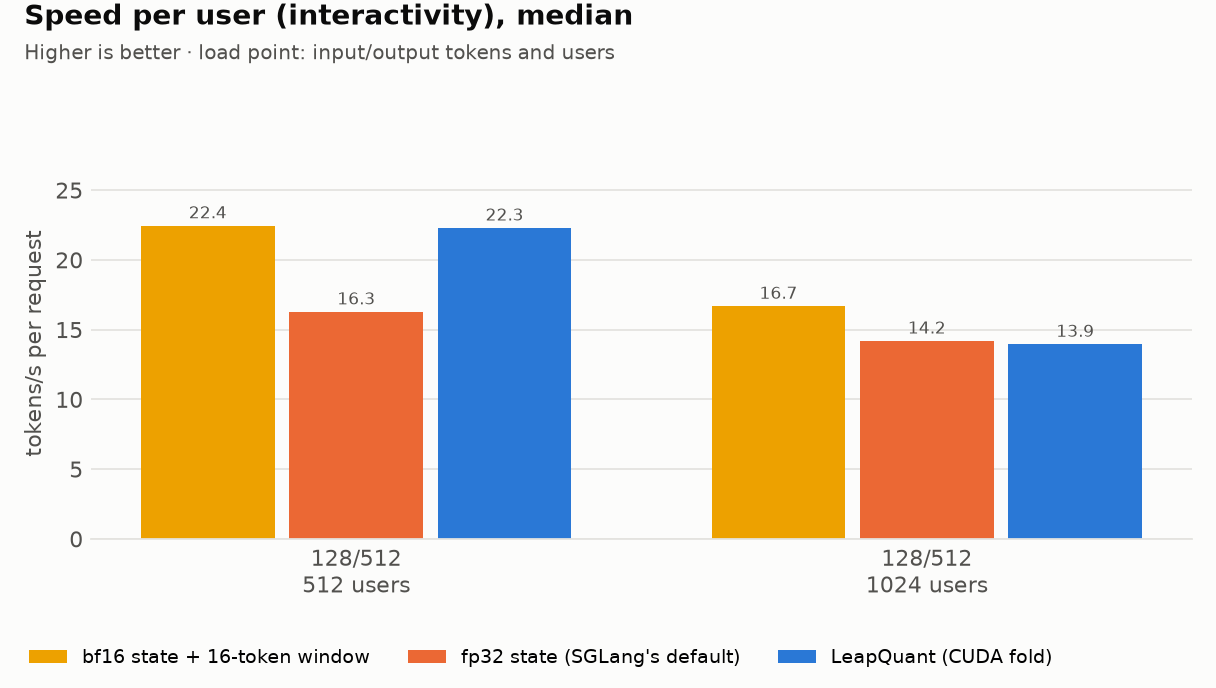 Speed per user (interactivity), median
Higher is better · load point: input/output tokens and users
tokens/s per request
25
20
15
10
5
0
22.4
16.3
22.3
16.7
14.2
13.9
128/512
512 users
128/512
1024 users
bf16 state + 16-token window
fp32 state (SGLang's default)
LeapQuant (CUDA fold)